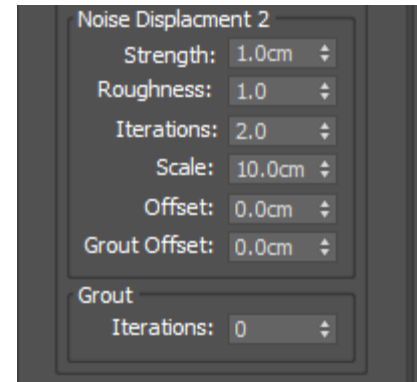 Noise Displacment 2
Strength: 1.0cm
Roughness: 1.0
Iterations: 2.0
Scale: 10.0cm
Offset: 0.0cm
Grout Offset: 0.0cm
Grout
Iterations: 0